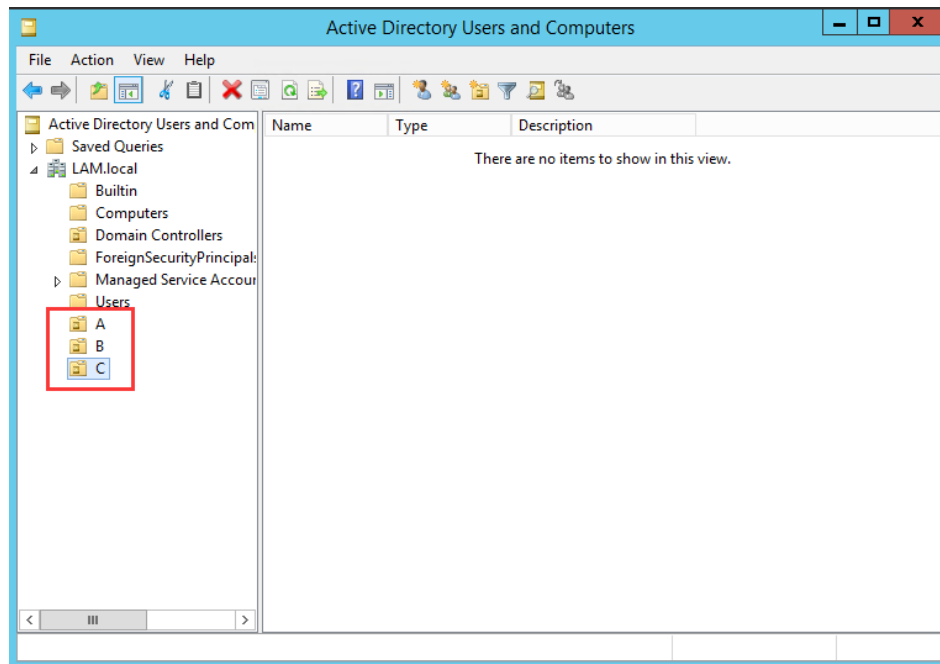 Active Directory Users and Computers
File Action View Help
Active Directory Users and Com
Name Type Description
Saved Queries
There are no items to show in this view.
LAM.local
Builtin
Computers
Domain Controllers
ForeignSecurityPrincipals
Managed Service Accour
Users
A
B
C